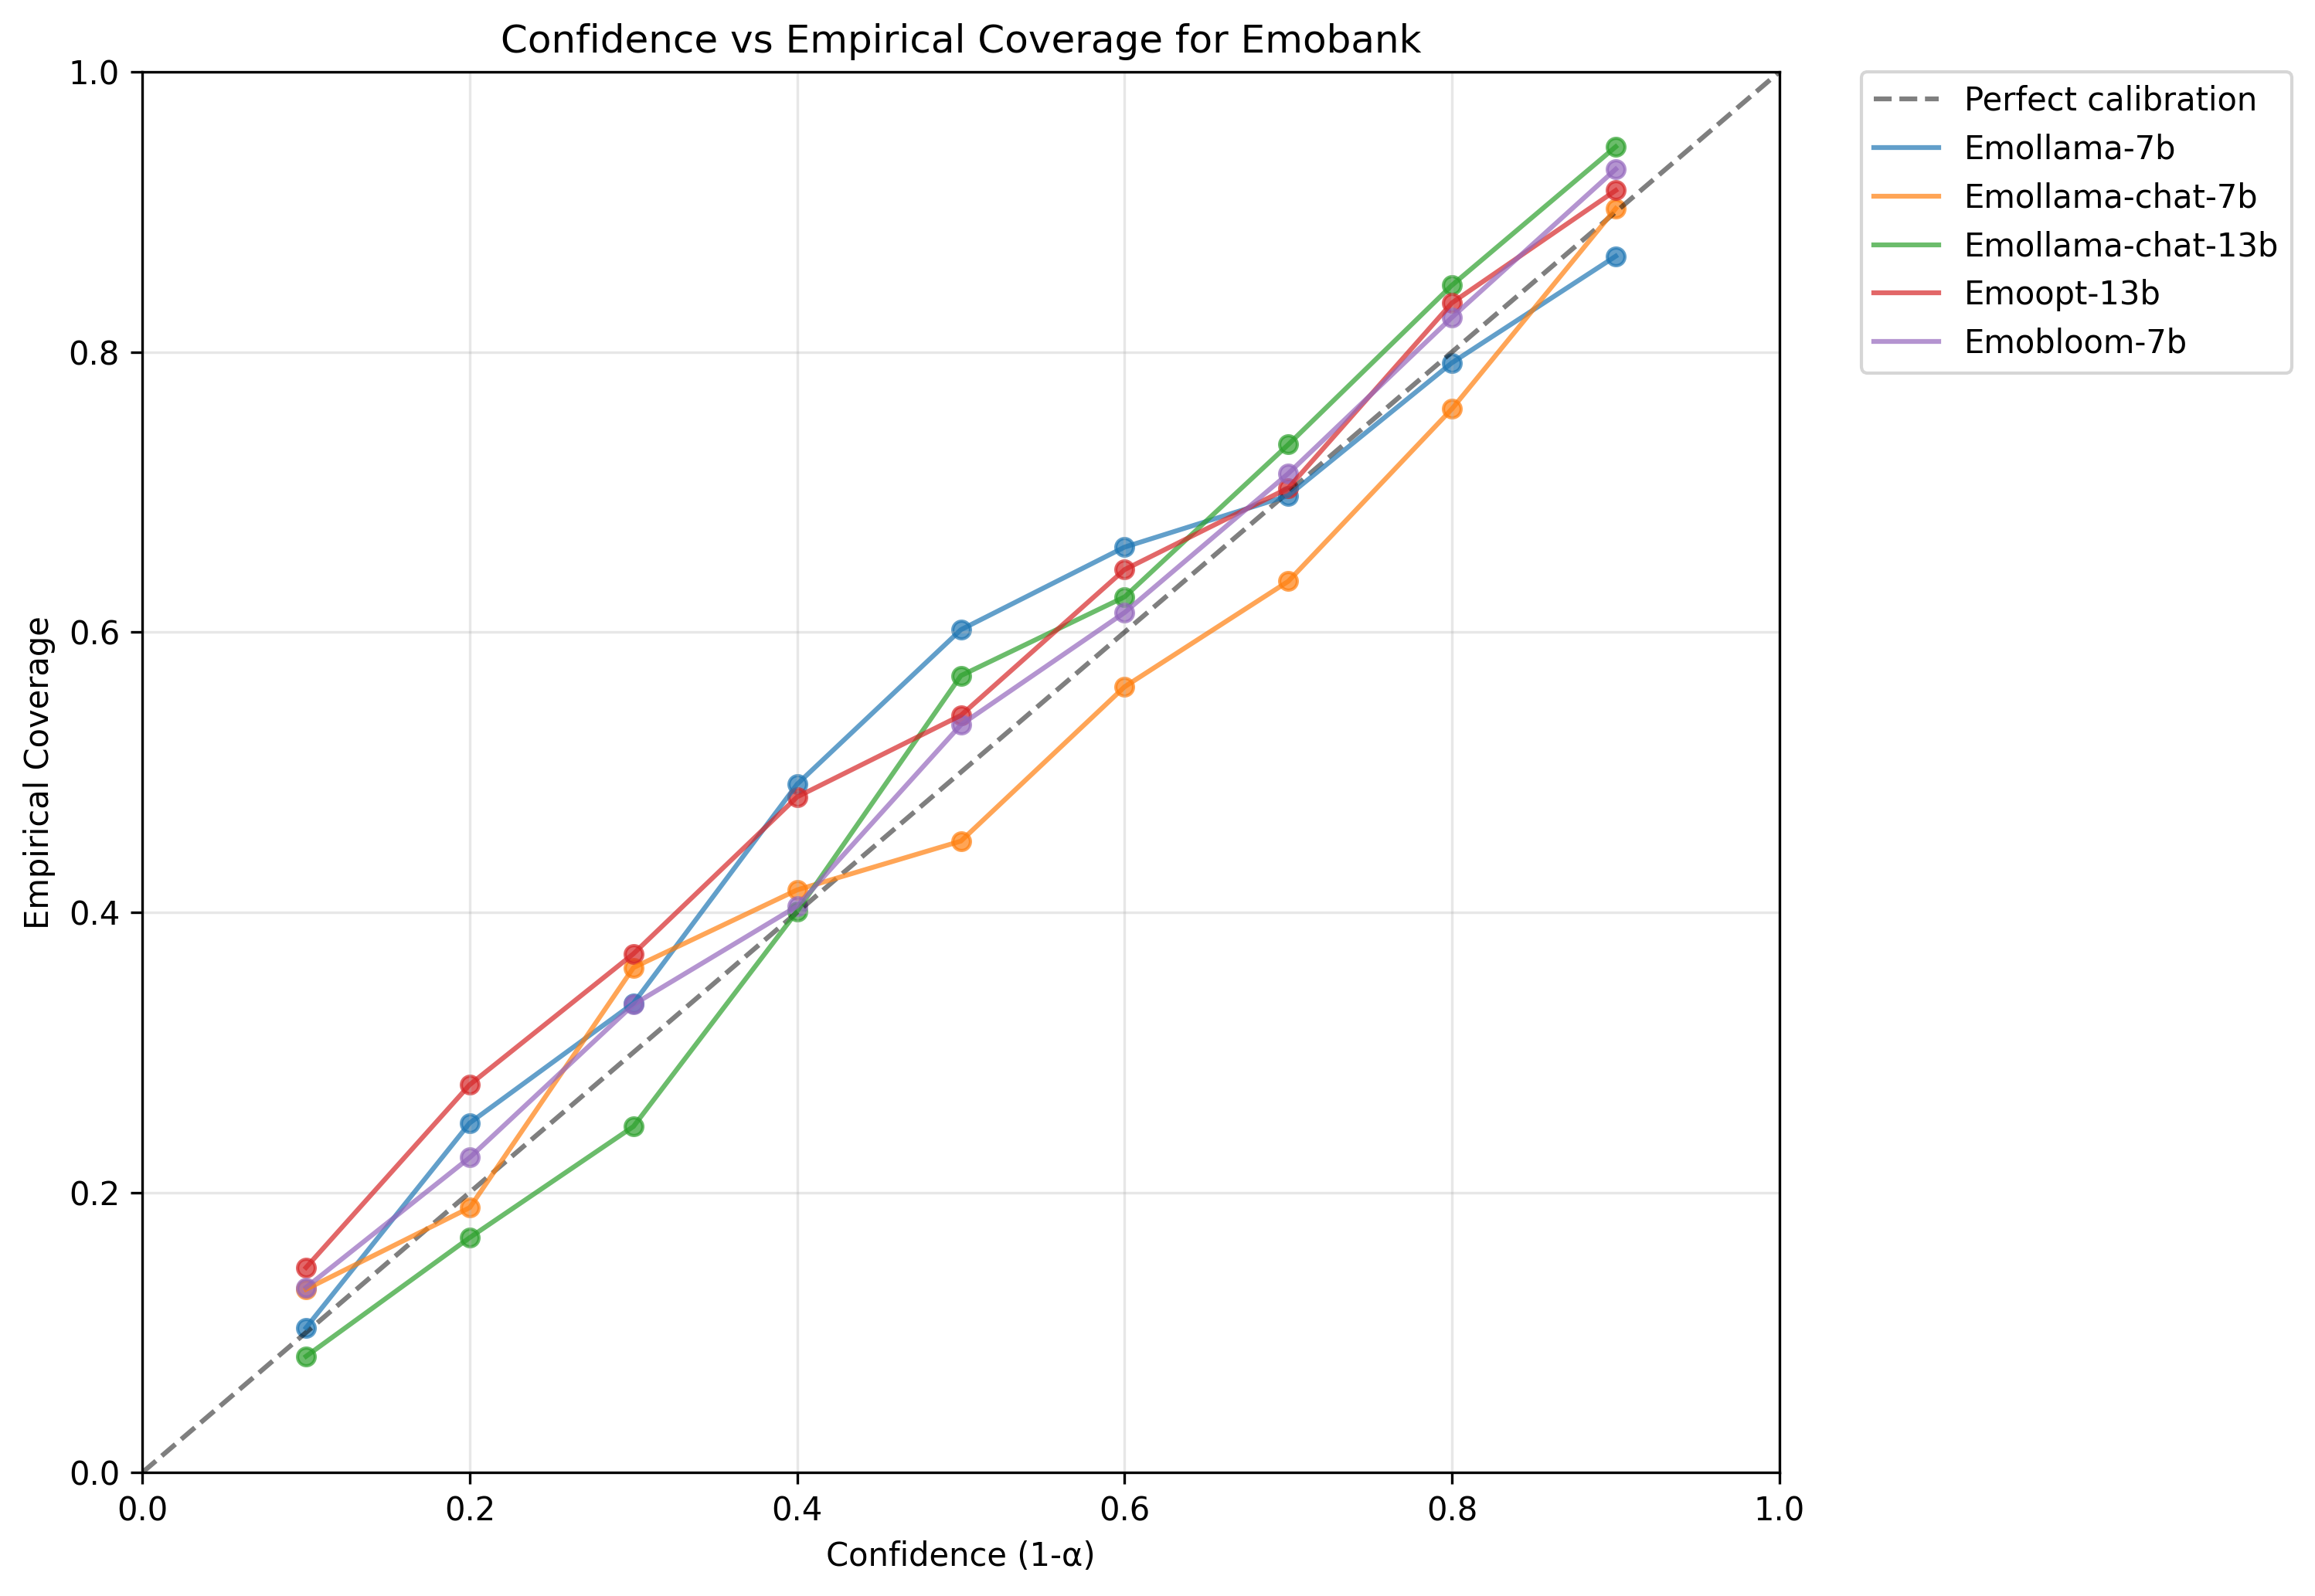 Confidence vs Empirical Coverage for Emobank
1.0
0.8
0.6
0.4
0.2
0.0
Empirical Coverage
0.0
0.2
0.4
0.6
0.8
1.0
Confidence (1-α)
Perfect calibration
Emollama-7b
Emollama-chat-7b
Emollama-chat-13b
Emoopt-13b
Emobloom-7b